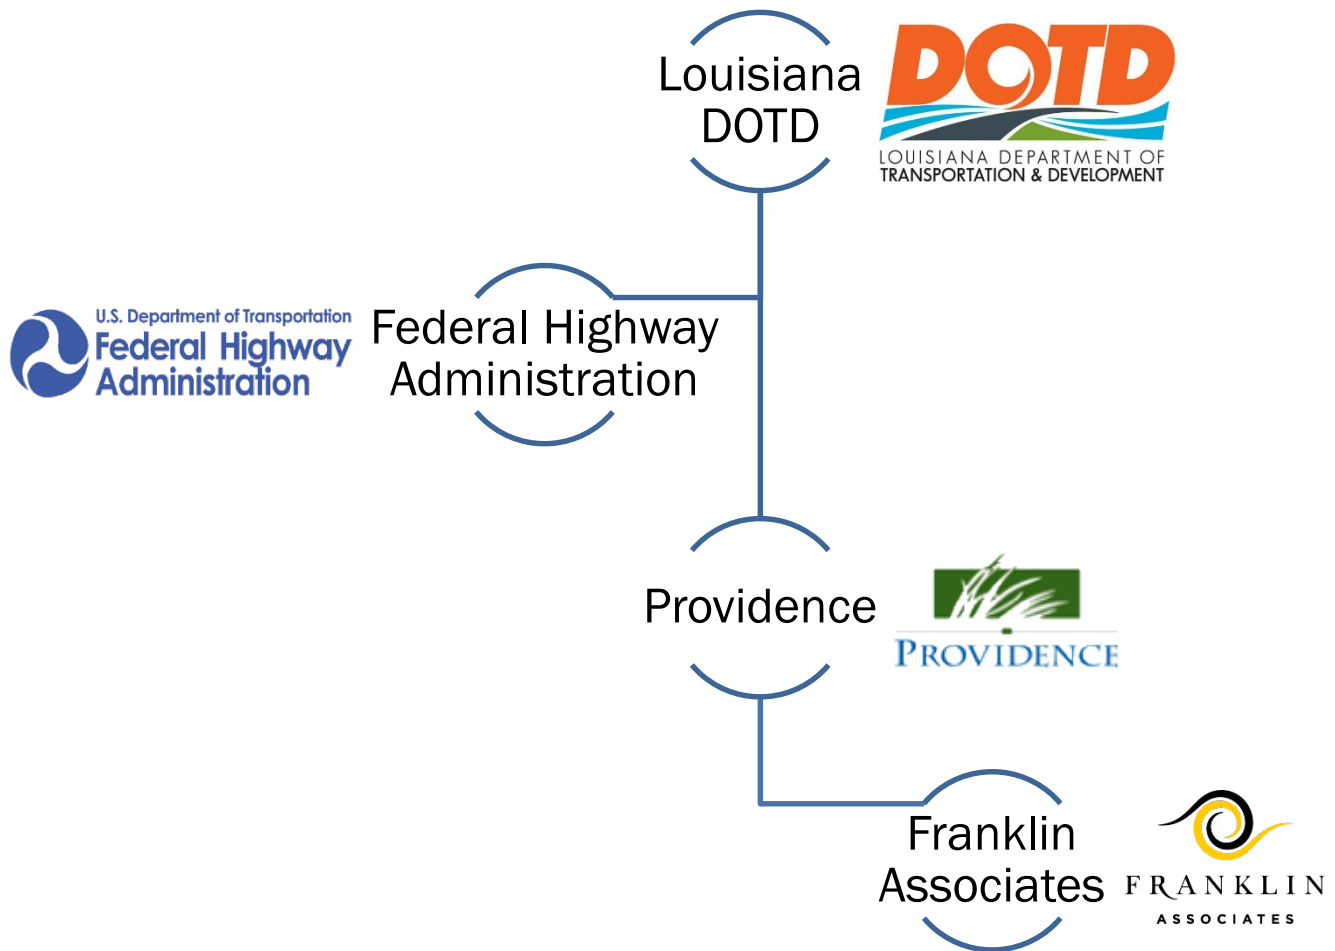 Louisiana
DOTD
DOTD
LOUISIANA DEPARTMENT OF
TRANSPORTATION & DEVELOPMENT
U.S. Department of Transportation
Federal Highway
Administration
Federal Highway
Administration
Providence
PROVIDENCE
Franklin
Associates
FRANKLIN
ASSOCIATES